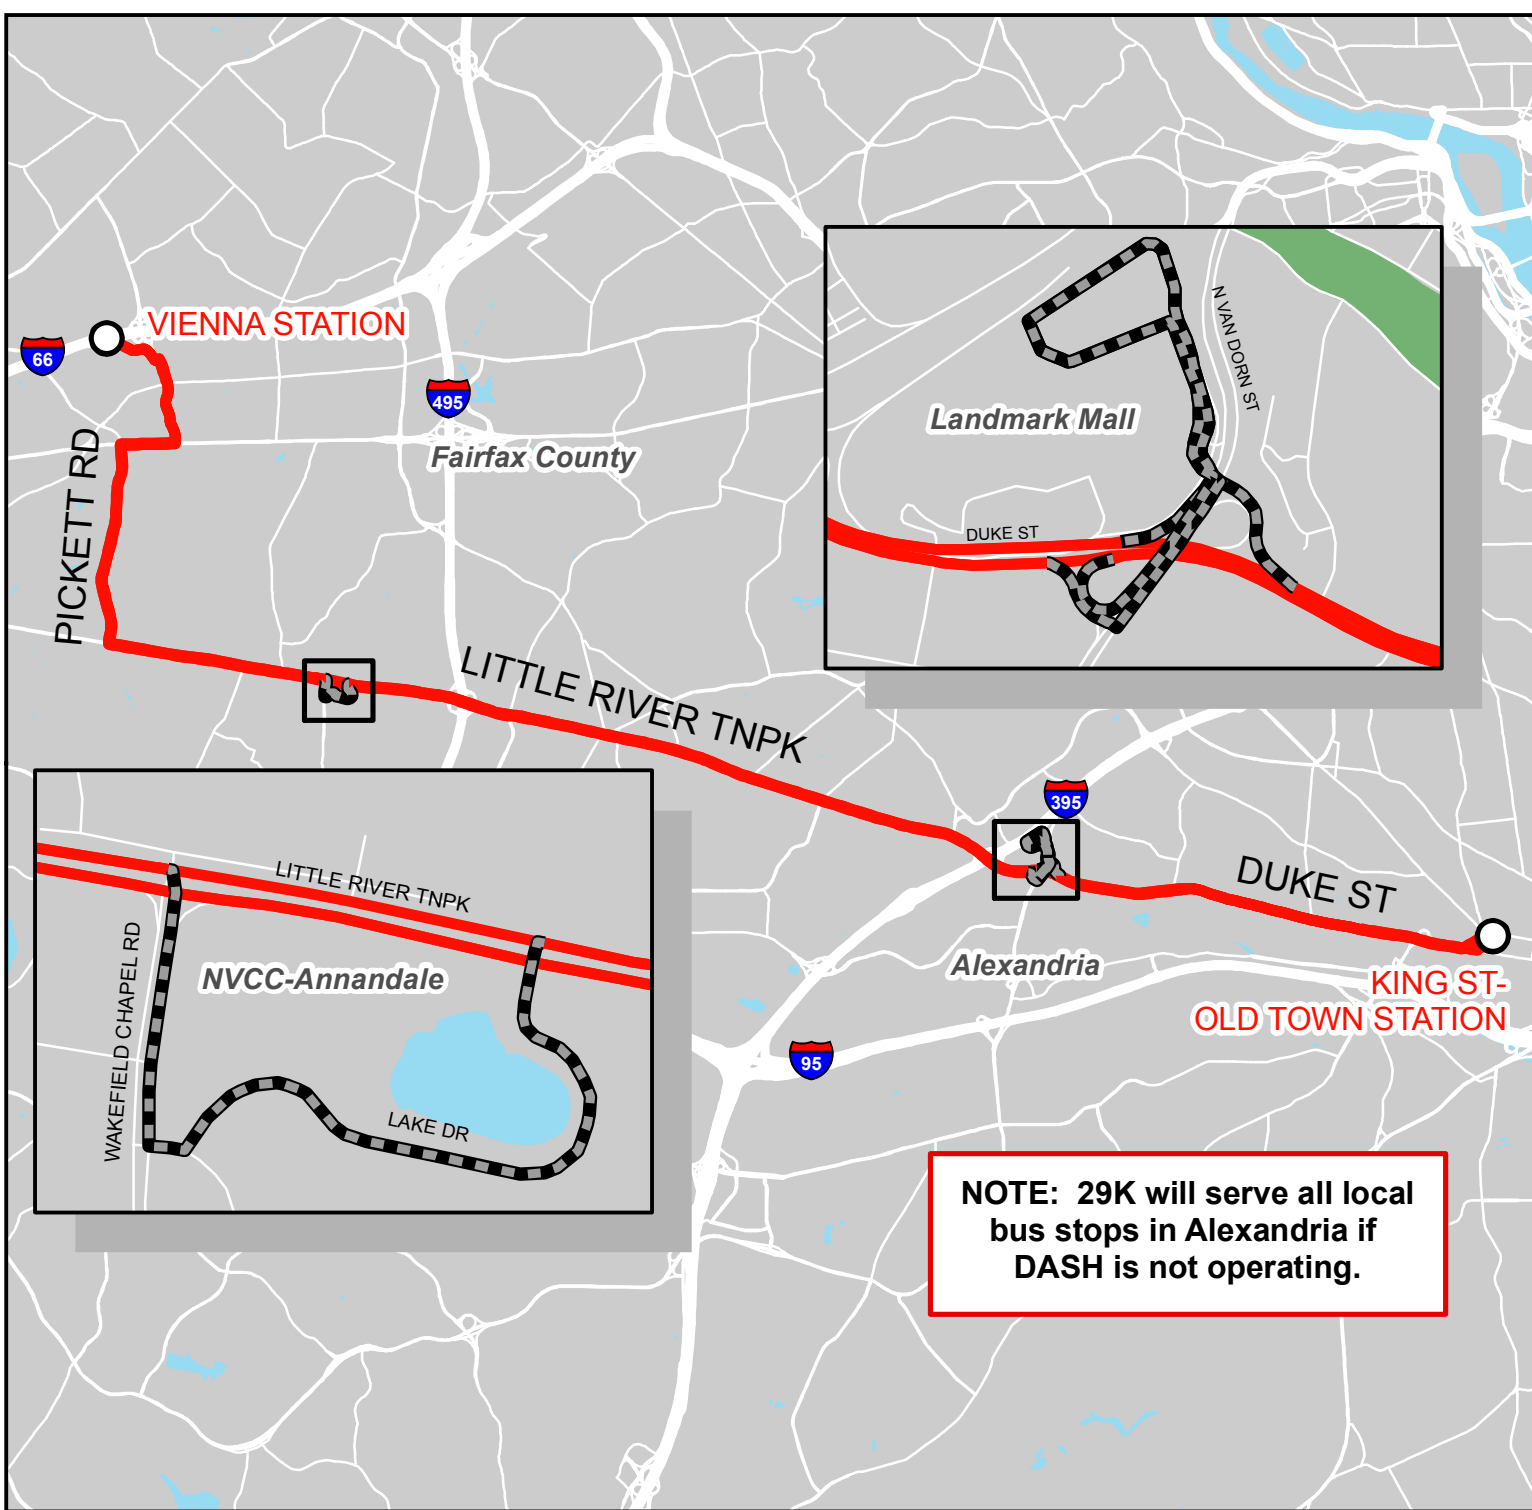 VIENNA STATION
66
495
Fairfax County
PICKETT RD
N VAN DORN ST
Landmark Mall
DUKE ST
LITTLE RIVER TNPK
395
DUKE ST
LITTLE RIVER TNPK
WAKEFIELD CHAPEL RD
NVCC-Annandale
LAKE DR
Alexandria
KING ST-
OLD TOWN STATION
95
NOTE:  29K will serve all local
bus stops in Alexandria if
DASH is not operating.